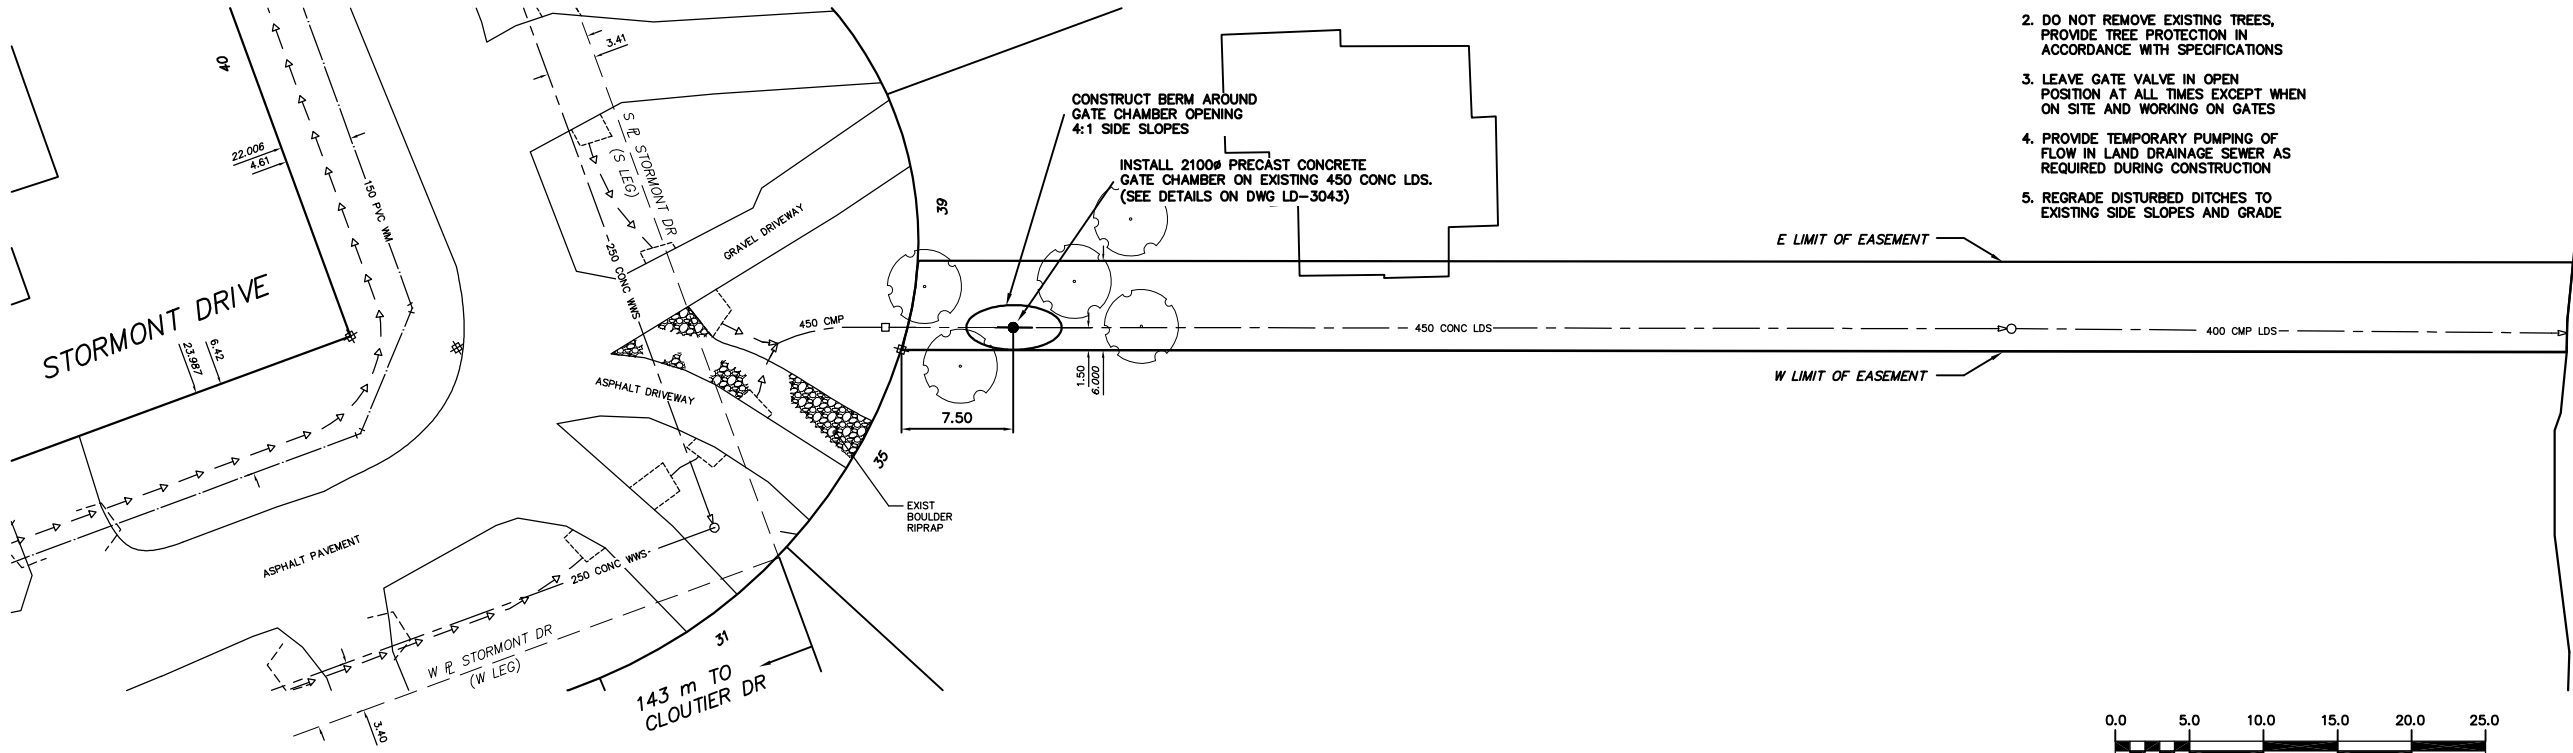 2. DO NOT REMOVE EXISTING TREES,
PROVIDE TREE PROTECTION IN
ACCORDANCE WITH SPECIFICATIONS
3. LEAVE GATE VALVE IN OPEN
POSITION AT ALL TIMES EXCEPT WHEN
ON SITE AND WORKING ON GATES
4. PROVIDE TEMPORARY PUMPING OF
FLOW IN LAND DRAINAGE SEWER AS
REQUIRED DURING CONSTRUCTION
5. REGRADE DISTURBED DITCHES TO
EXISTING SIDE SLOPES AND GRADE
CONSTRUCT BERM AROUND
GATE CHAMBER OPENING
4:1 SIDE SLOPES
INSTALL 2100ø PRECAST CONCRETE
GATE CHAMBER ON EXISTING 450 CONC LDS.
(SEE DETAILS ON DWG LD-3043)
40
3.41
22.006
4.61
150 PVC WM
S ⅊ STORMONT DR
(S LEG)
250 CONC WWS
GRAVEL DRIVEWAY
39
E LIMIT OF EASEMENT
STORMONT DRIVE
23.987
6.42
450 CMP
450 CONC LDS
400 CMP LDS
W LIMIT OF EASEMENT
ASPHALT DRIVEWAY
1.50
6.000
7.50
35
EXIST
BOULDER
RIPRAP
ASPHALT PAVEMENT
250 CONC WWS
W ⅊ STORMONT DR
(W LEG)
31
143 m TO
CLOUTIER DR
3.40
0.0 5.0 10.0 15.0 20.0 25.0